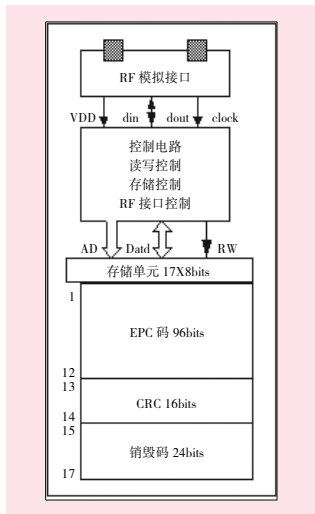 RF 模拟接口
VDD din dout clock
控制电路
读写控制
存储控制
RF 接口控制
AD Datd RW
存储单元 17X8bits
1
EPC 码 96bits
12
13
CRC 16bits
14
15
销毁码 24bits
17